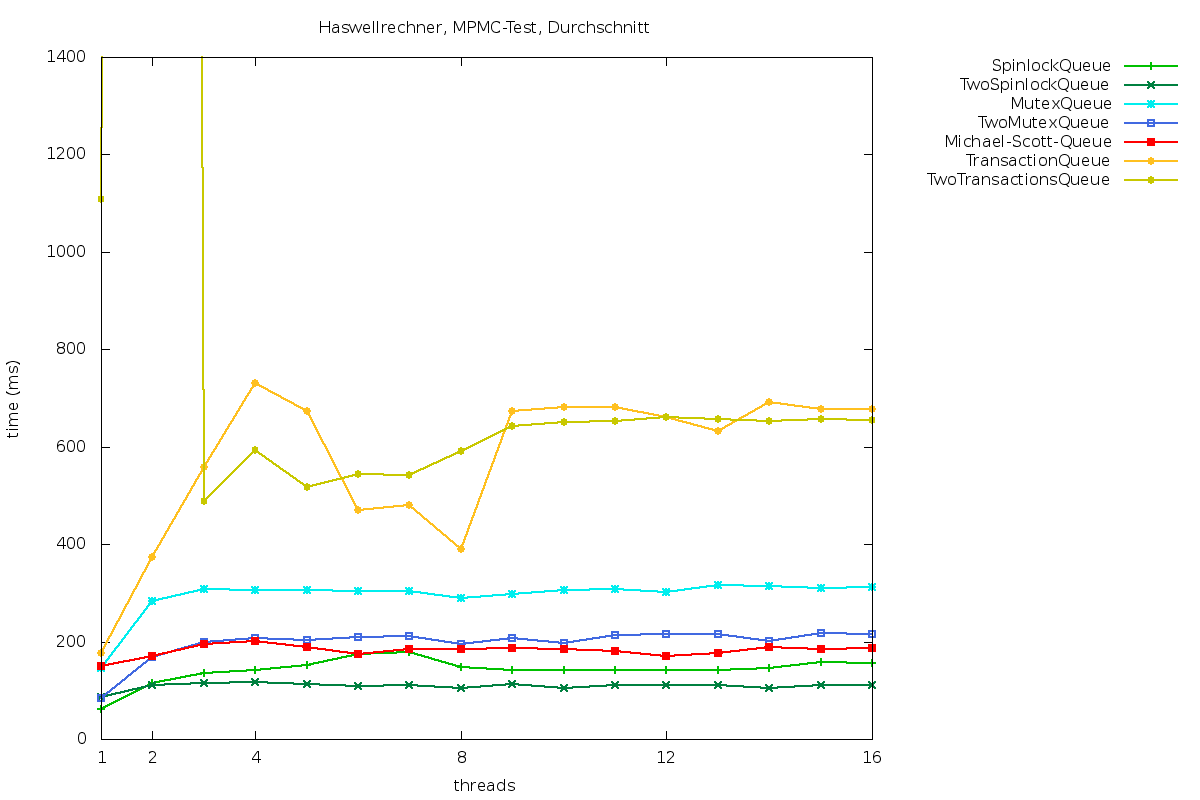 Haswellrechner, MPMC-Test, Durchschnitt
SpinlockQueue
TwoSpinlockQueue
MutexQueue
TwoMutexQueue
Michael-Scott-Queue
TransactionQueue
TwoTransactionsQueue
1400
1200
1000
800
600
400
200
0
time (ms)
1 2 4 8 12 16
threads